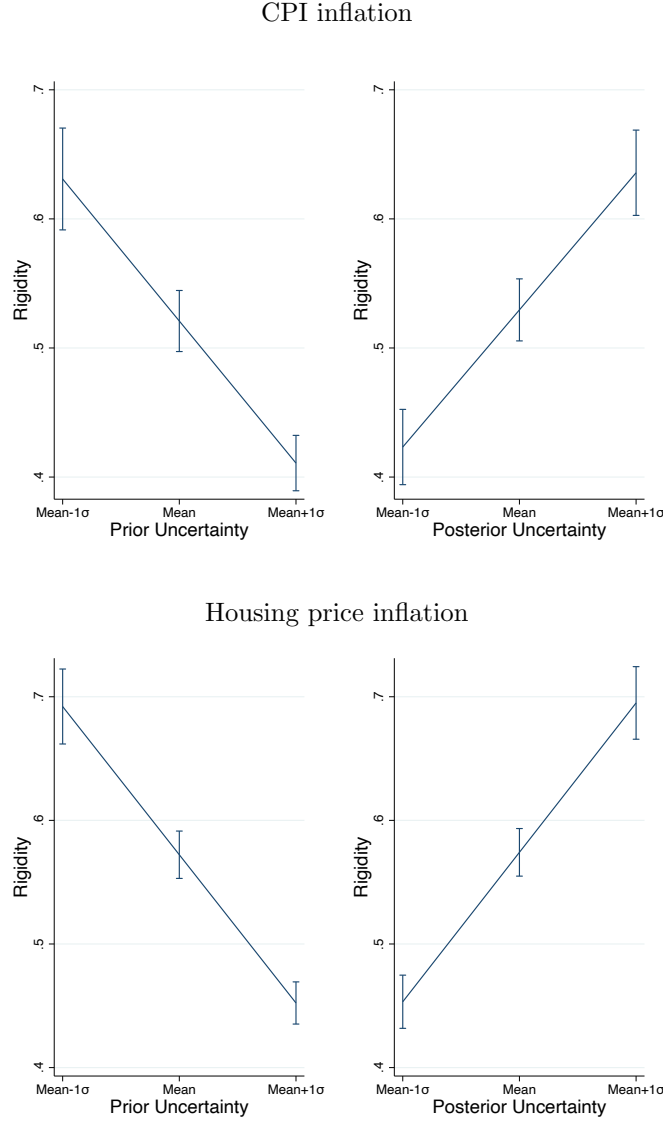 CPI inflation
.7
.6
.5
.4
Rigidity
Mean-1σ Mean Mean+1σ
Prior Uncertainty
.7
.6
.5
.4
Rigidity
Mean-1σ Mean Mean+1σ
Posterior Uncertainty
Housing price inflation
.7
.6
.5
.4
Rigidity
Mean-1σ Mean Mean+1σ
Prior Uncertainty
.7
.6
.5
.4
Rigidity
Mean-1σ Mean Mean+1σ
Posterior Uncertainty